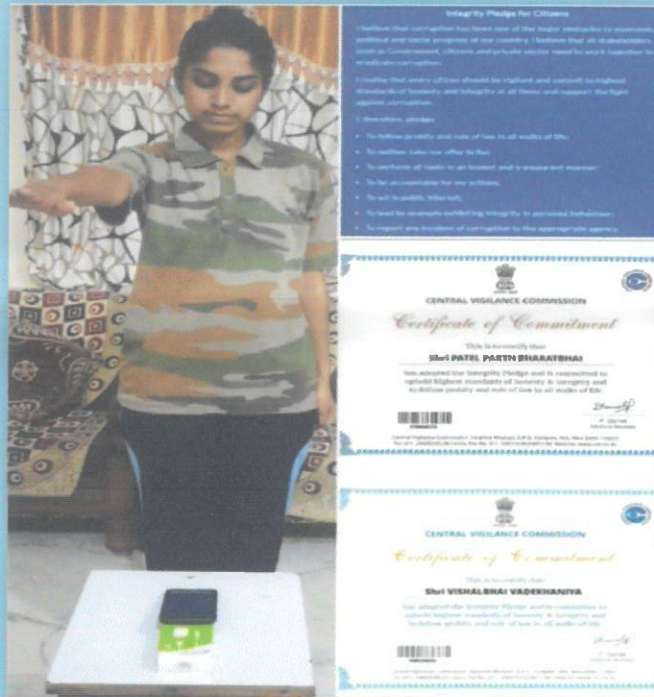 Integrity Pledge for Citizens
I believe that corruption has been one of the major obstacles to economic,
political and social progress of our country. I believe that all stakeholders
such as Government, citizens and private sector need to work together to
eradicate corruption.
I realise that every citizen should be vigilant and commit to highest
standards of honesty and integrity at all times and support the fight
against corruption.
I, therefore, pledge:
• To follow probity and rule of law in all walks of life;
• To neither take nor offer bribe;
• To perform all tasks in an honest and transparent manner;
• To be accountable for my actions;
• To act in public interest;
• To lead by example exhibiting integrity in personal behaviour;
• To report any incident of corruption to the appropriate agency.
CENTRAL VIGILANCE COMMISSION
Certificate of Commitment
This is to certify that
Shri PATEL PARTH BHARATBHAI
has adopted the Integrity Pledge and is committed to
uphold highest standards of honesty & integrity and
to follow probity and rule of law in all walks of life
CENTRAL VIGILANCE COMMISSION
Certificate of Commitment
This is to certify that
Shri VISHALBHAI VADEKHANIYA
has adopted the Integrity Pledge and is committed to
uphold highest standards of honesty & integrity and
to follow probity and rule of law in all walks of life